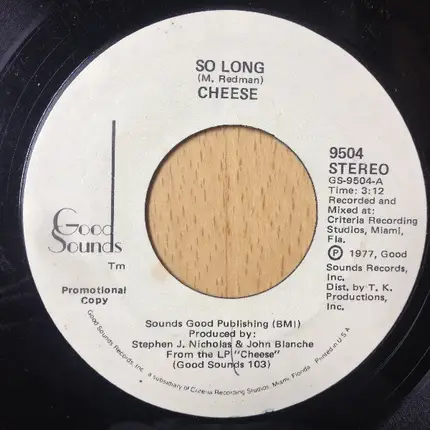 SO LONG
(M. Redman)
CHEESE
9504
STEREO
GS-9504-A
Time: 3:12
Recorded and
Mixed at:
Criteria Recording
Studios, Miami,
Fla.
Ⓟ 1977, Good
Sounds Records,
Inc.
Dist. by T. K.
Productions,
Inc.
Good
Sounds
Tm
Promotional
Copy
Sounds Good Publishing (BMI)
Produced by:
Stephen J. Nicholas & John Blanche
From the LP "Cheese"
(Good Sounds 103)
Good Sounds Records, Inc., a subsidiary of Criteria Recording Studios, Miami, Florida - Printed in U.S.A.